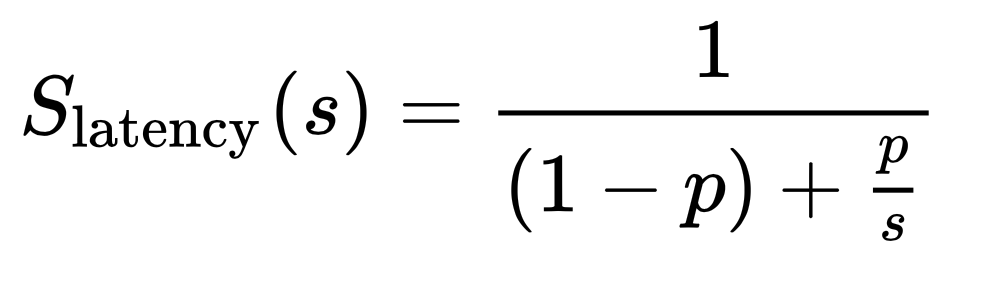 S_latency(s) = 1 / ((1 − p) + p/s)